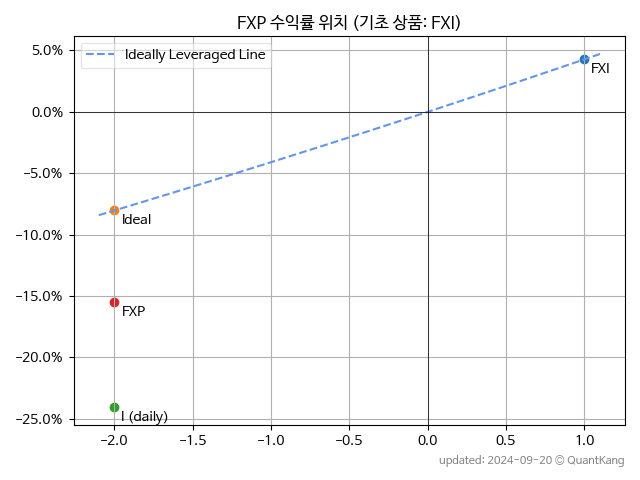 FXP 수익률 위치 (기초 상품: FXI)
5.0%
Ideally Leveraged Line
FXI
0.0%
−5.0%
Ideal
−10.0%
−15.0%
FXP
−20.0%
I (daily)
−25.0%
−2.0 −1.5 −1.0 −0.5 0.0 0.5 1.0
updated: 2024-09-20 © QuantKang